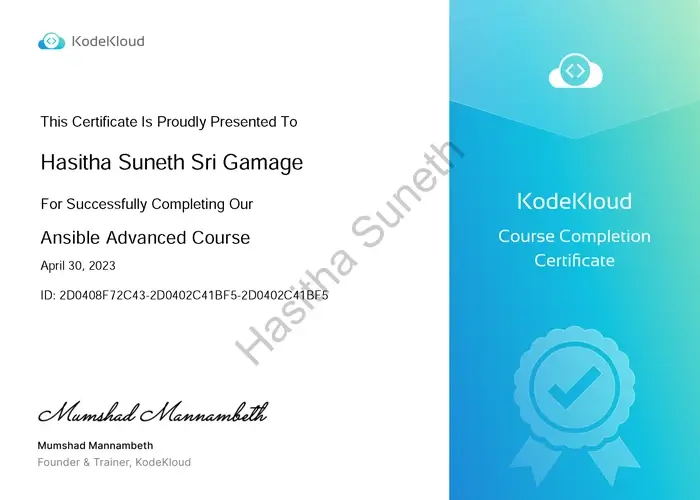 KodeKloud
This Certificate Is Proudly Presented To
Hasitha Suneth Sri Gamage
For Successfully Completing Our
Ansible Advanced Course
April 30, 2023
ID: 2D0408F72C43-2D0402C41BF5-2D0402C41BF5
Hasitha Suneth
Mumshad Mannambeth
Mumshad Mannambeth
Founder & Trainer, KodeKloud
KodeKloud
Course Completion
Certificate